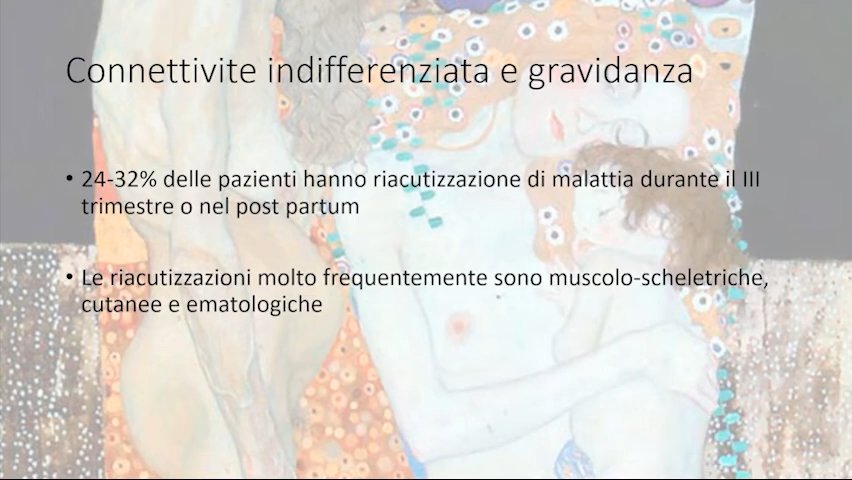 Connettivite indifferenziata e gravidanza
• 24-32% delle pazienti hanno riacutizzazione di malattia durante il III
trimestre o nel post partum
• Le riacutizzazioni molto frequentemente sono muscolo-scheletriche,
cutanee e ematologiche